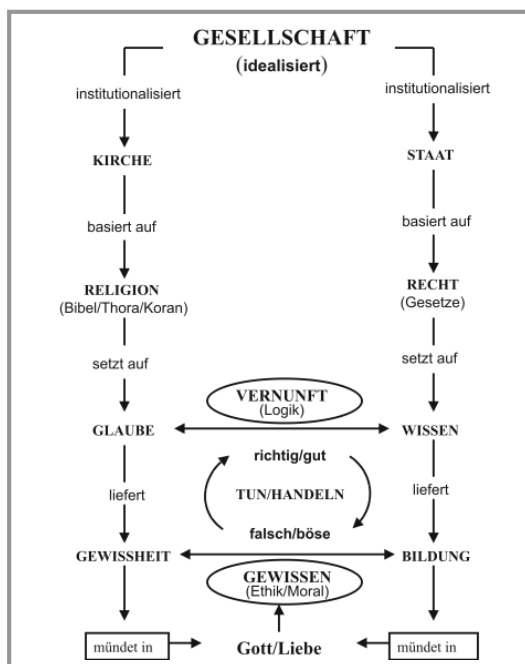 GESELLSCHAFT
(idealisiert)
institutionalisiert
institutionalisiert
KIRCHE
STAAT
basiert auf
basiert auf
RELIGION
(Bibel/Thora/Koran)
RECHT
(Gesetze)
setzt auf
setzt auf
VERNUNFT
(Logik)
GLAUBE
WISSEN
richtig/gut
TUN/HANDELN
falsch/böse
liefert
liefert
GEWISSHEIT
BILDUNG
GEWISSEN
(Ethik/Moral)
mündet in
Gott/Liebe
mündet in